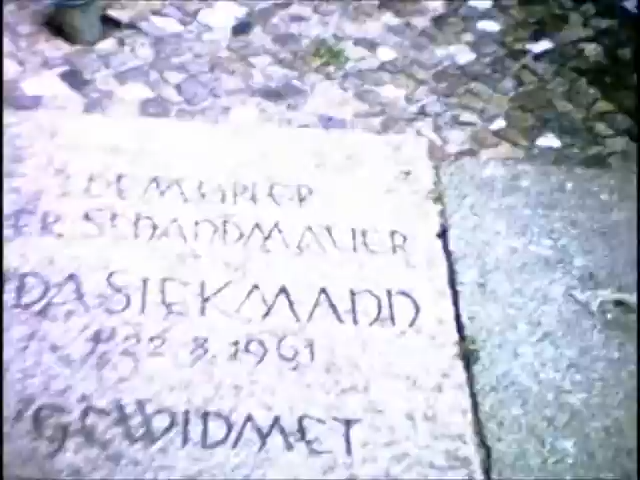 DEM OPFER
ER SCHANDMAUER
DA SIEKMANN
22.8.1961
GEWIDMET